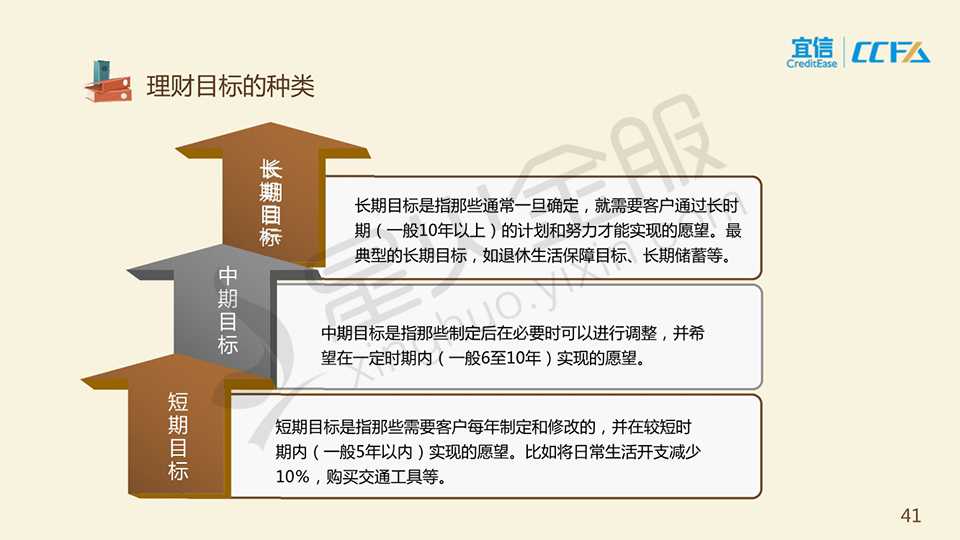 宜信
CreditEase
CCFA
理财目标的种类
长期目标
长期目标是指那些通常一旦确定，就需要客户通过长时
期（一般10年以上）的计划和努力才能实现的愿望。最
典型的长期目标，如退休生活保障目标、长期储蓄等。
中期目标
中期目标是指那些制定后在必要时可以进行调整，并希
望在一定时期内（一般6至10年）实现的愿望。
短期目标
短期目标是指那些需要客户每年制定和修改的，并在较短时
期内（一般5年以内）实现的愿望。比如将日常生活开支减少
10%，购买交通工具等。
星火金服
xinghuo.yixin.com
41